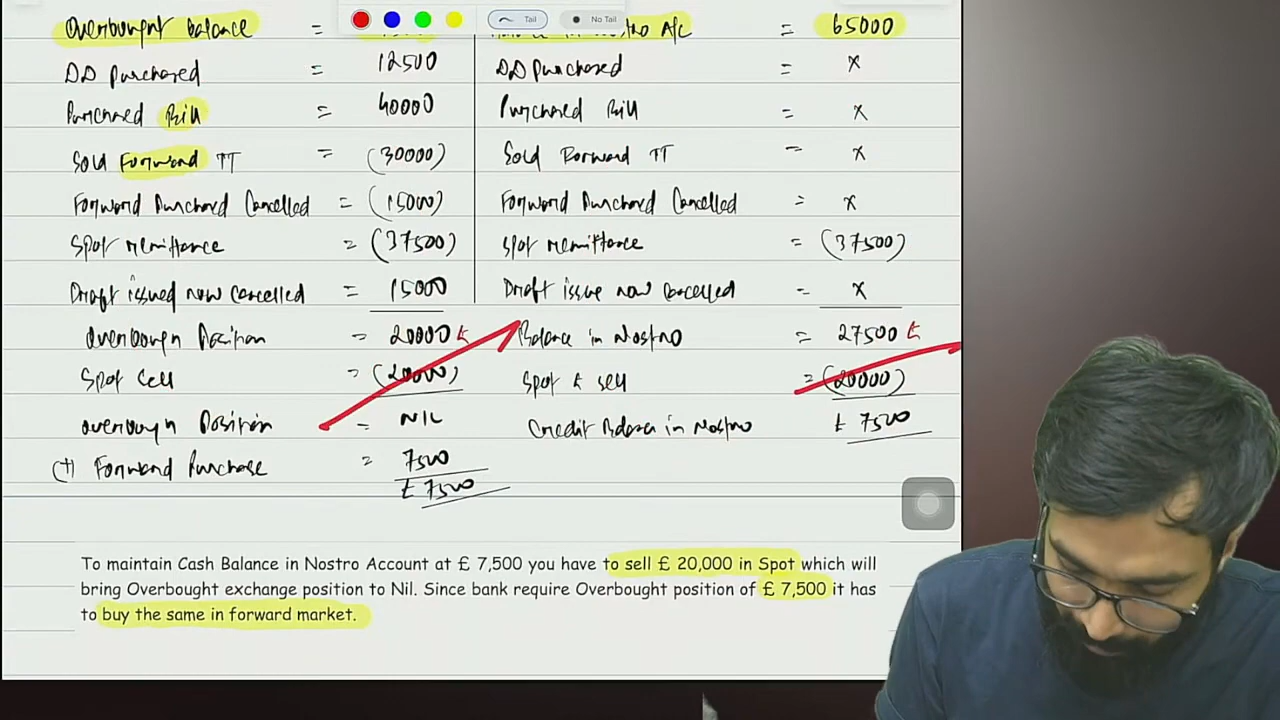 Tail
No Tail
Overbought balance =
= 65000
DD Purchased = 12500
DD Purchased = x
Purchased Bill = 40000
Purchased Bill = x
Sold Forward TT = (30000)
Sold Forward TT = x
Forward Purchased Cancelled = (15000)
Forward Purchased Cancelled = x
Spot remittance = (37500)
Spot remittance = (37500)
Draft issued now cancelled = 15000
Draft issue now cancelled = x
overbougn Position = 20000 £
Balance in Nostro = 27500 £
Spot Sell = (20000)
Spot £ sell = (20000)
overbougn Position = NIL
Credit Balance in Nostro £ 7500
(+) Forward Purchase = 7500
£ 7500
To maintain Cash Balance in Nostro Account at £ 7,500 you have to sell £ 20,000 in Spot which will
bring Overbought exchange position to Nil. Since bank require Overbought position of £ 7,500 it has
to buy the same in forward market.